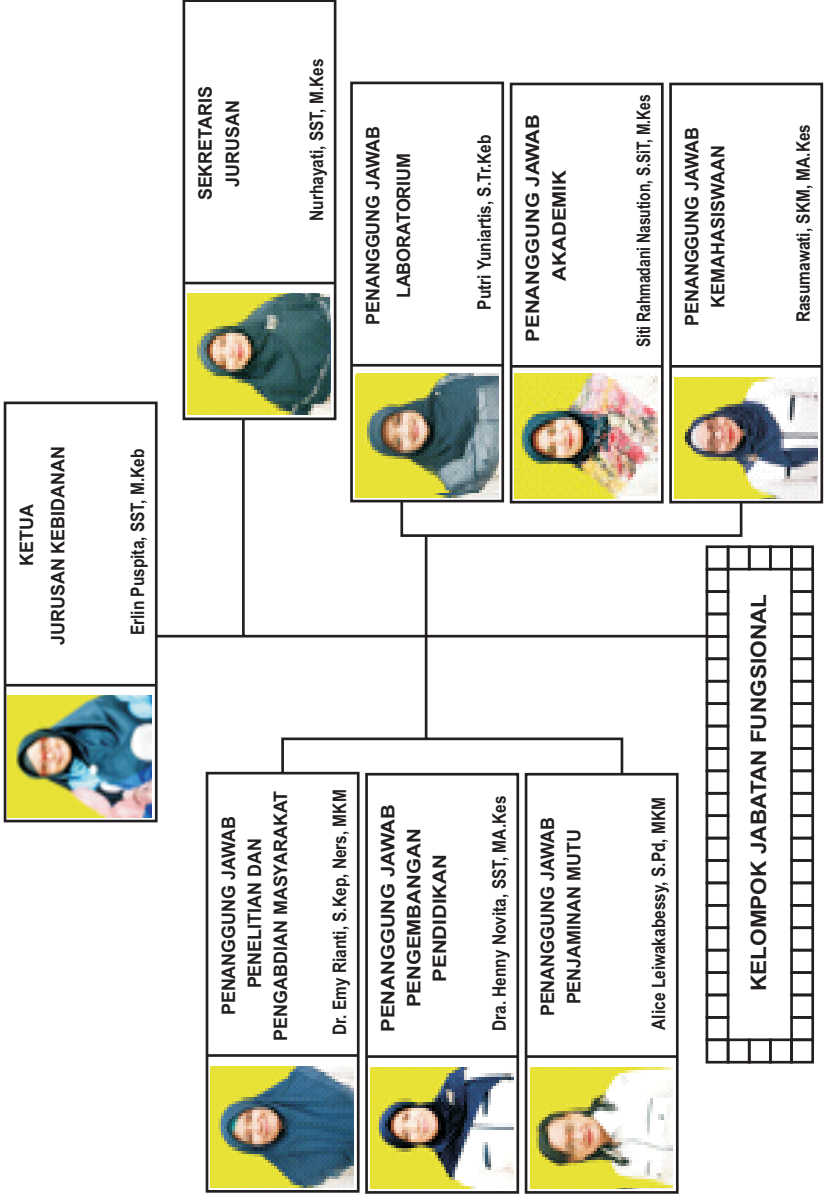 KETUA
JURUSAN KEBIDANAN
Erlin Puspita, SST, M.Keb
SEKRETARIS
JURUSAN
Nurhayati, SST, M.Kes
PENANGGUNG JAWAB
PENELITIAN DAN
PENGABDIAN MASYARAKAT
Dr. Emy Rianti, S.Kep, Ners, MKM
PENANGGUNG JAWAB
PENGEMBANGAN
PENDIDIKAN
Dra. Henny Novita, SST, MA.Kes
PENANGGUNG JAWAB
PENJAMINAN MUTU
Alice Leiwakabessy, S.Pd, MKM
PENANGGUNG JAWAB
LABORATORIUM
Putri Yuniartis, S.Tr.Keb
PENANGGUNG JAWAB
AKADEMIK
Siti Rahmadani Nasution, S.SiT, M.Kes
PENANGGUNG JAWAB
KEMAHASISWAAN
Rasumawati, SKM, MA.Kes
KELOMPOK JABATAN FUNGSIONAL